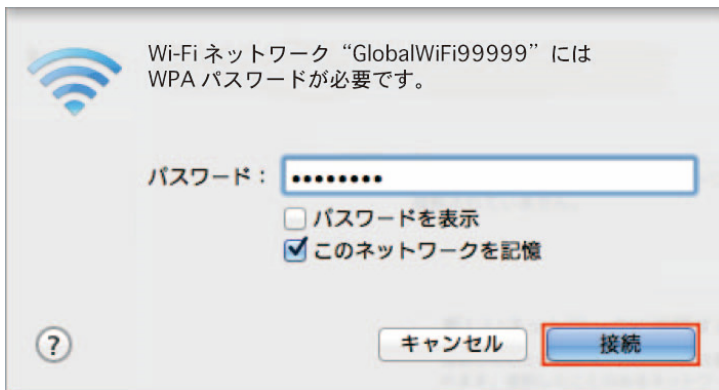 Wi-Fi ネットワーク“GlobalWiFi99999”には
WPA パスワードが必要です。
パスワード： ••••••••
パスワードを表示
このネットワークを記憶
? キャンセル 接続